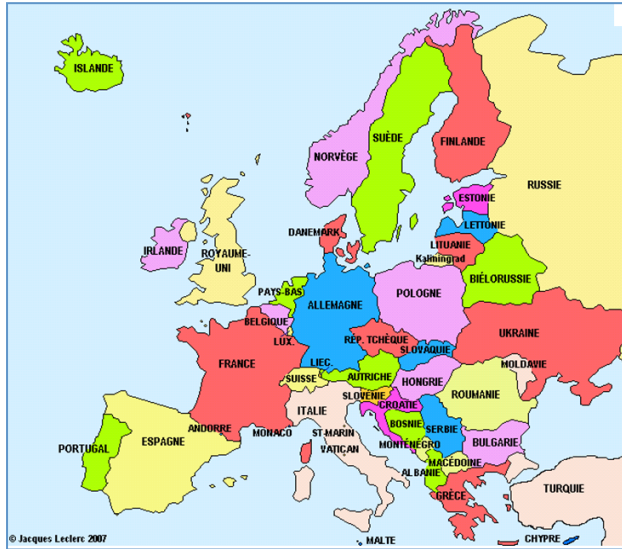 ISLANDE
SUÈDE
FINLANDE
NORVÈGE
RUSSIE
ESTONIE
LETTONIE
DANEMARK
LITUANIE
Kaliningrad
IRLANDE
ROYAUME-
UNI
BIÉLORUSSIE
PAYS-BAS
ALLEMAGNE
POLOGNE
BELGIQUE
LUX.
RÉP. TCHÈQUE
UKRAINE
SLOVAQUIE
FRANCE
LIEC.
MOLDAVIE
SUISSE
AUTRICHE
HONGRIE
ROUMANIE
SLOVÉNIE
CROATIE
ITALIE
BOSNIE
SERBIE
ANDORRE
MONACO
ST-MARIN
VATICAN
MONTÉNÉGRO
BULGARIE
PORTUGAL
ESPAGNE
MACÉDOINE
ALBANIE
GRÈCE
TURQUIE
© Jacques Leclerc 2007
MALTE
CHYPRE